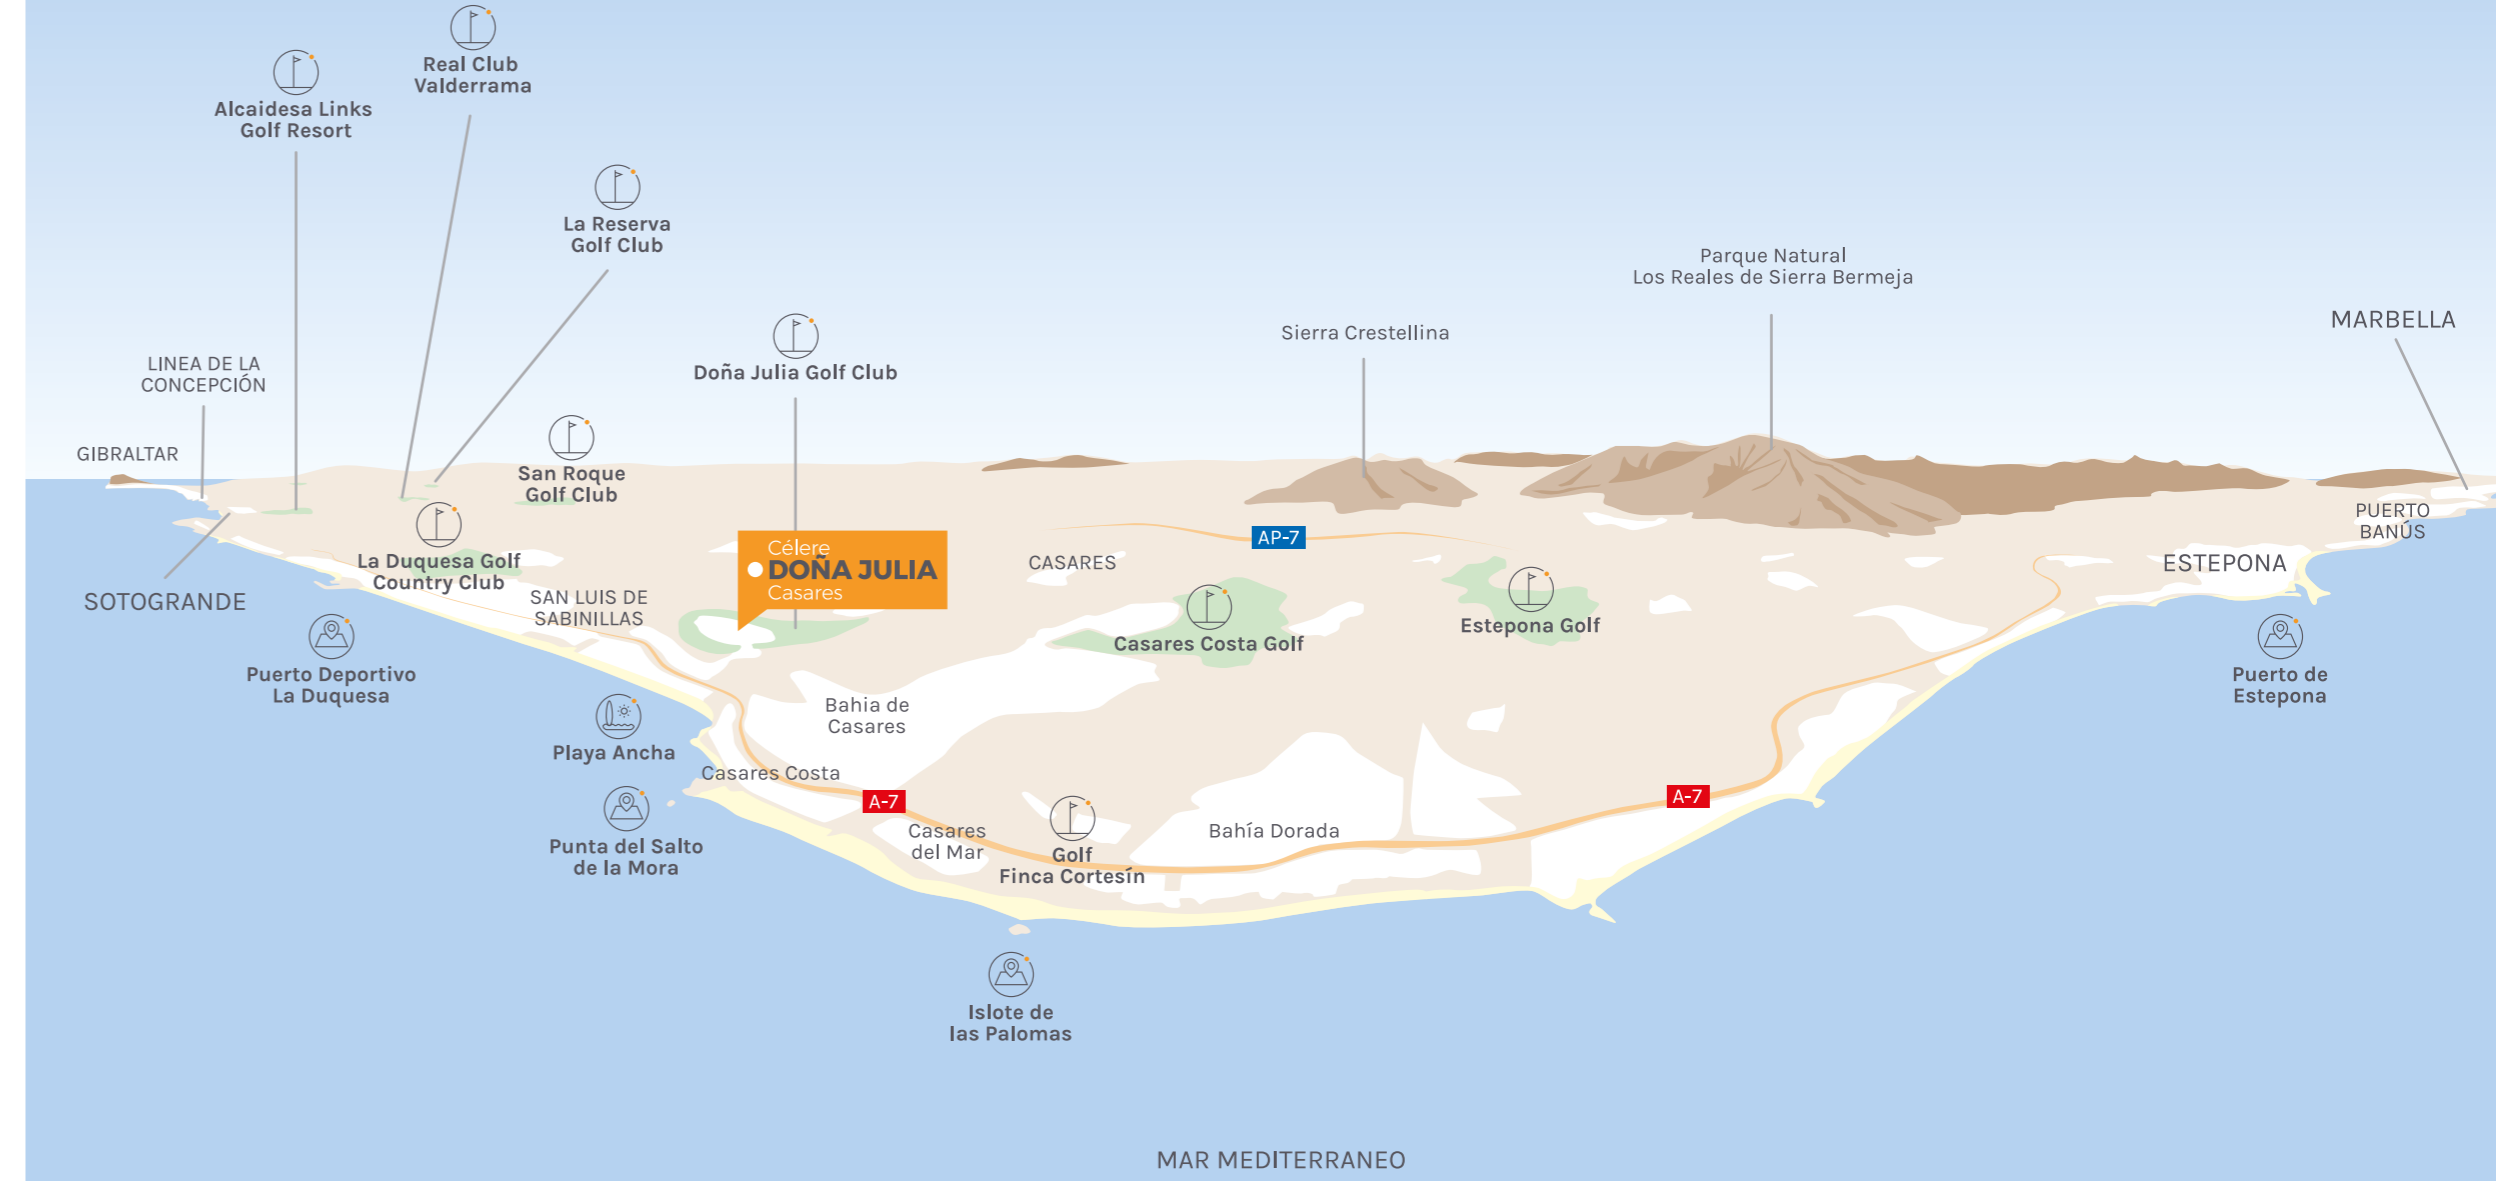 Real Club
Valderrama
Alcaidesa Links
Golf Resort
La Reserva
Golf Club
Parque Natural
Los Reales de Sierra Bermeja
MARBELLA
Sierra Crestellina
LINEA DE LA
CONCEPCIÓN
Doña Julia Golf Club
GIBRALTAR
San Roque
Golf Club
PUERTO
BANÚS
La Duquesa Golf
Country Club
Célere
DOÑA JULIA
Casares
AP-7
CASARES
ESTEPONA
SOTOGRANDE
SAN LUIS DE
SABINILLAS
Casares Costa Golf
Estepona Golf
Puerto Deportivo
La Duquesa
Puerto de
Estepona
Bahia de
Casares
Playa Ancha
Casares Costa
A-7
A-7
Punta del Salto
de la Mora
Casares
del Mar
Golf
Finca Cortesín
Bahía Dorada
Islote de
las Palomas
MAR MEDITERRANEO